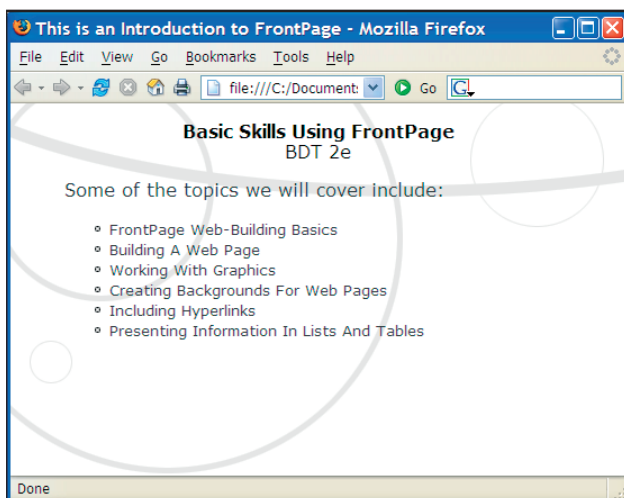 This is an Introduction to FrontPage - Mozilla Firefox
File Edit View Go Bookmarks Tools Help
file:///C:/Document: Go G
Basic Skills Using FrontPage
BDT 2e
Some of the topics we will cover include:
FrontPage Web-Building Basics
Building A Web Page
Working With Graphics
Creating Backgrounds For Web Pages
Including Hyperlinks
Presenting Information In Lists And Tables
Done